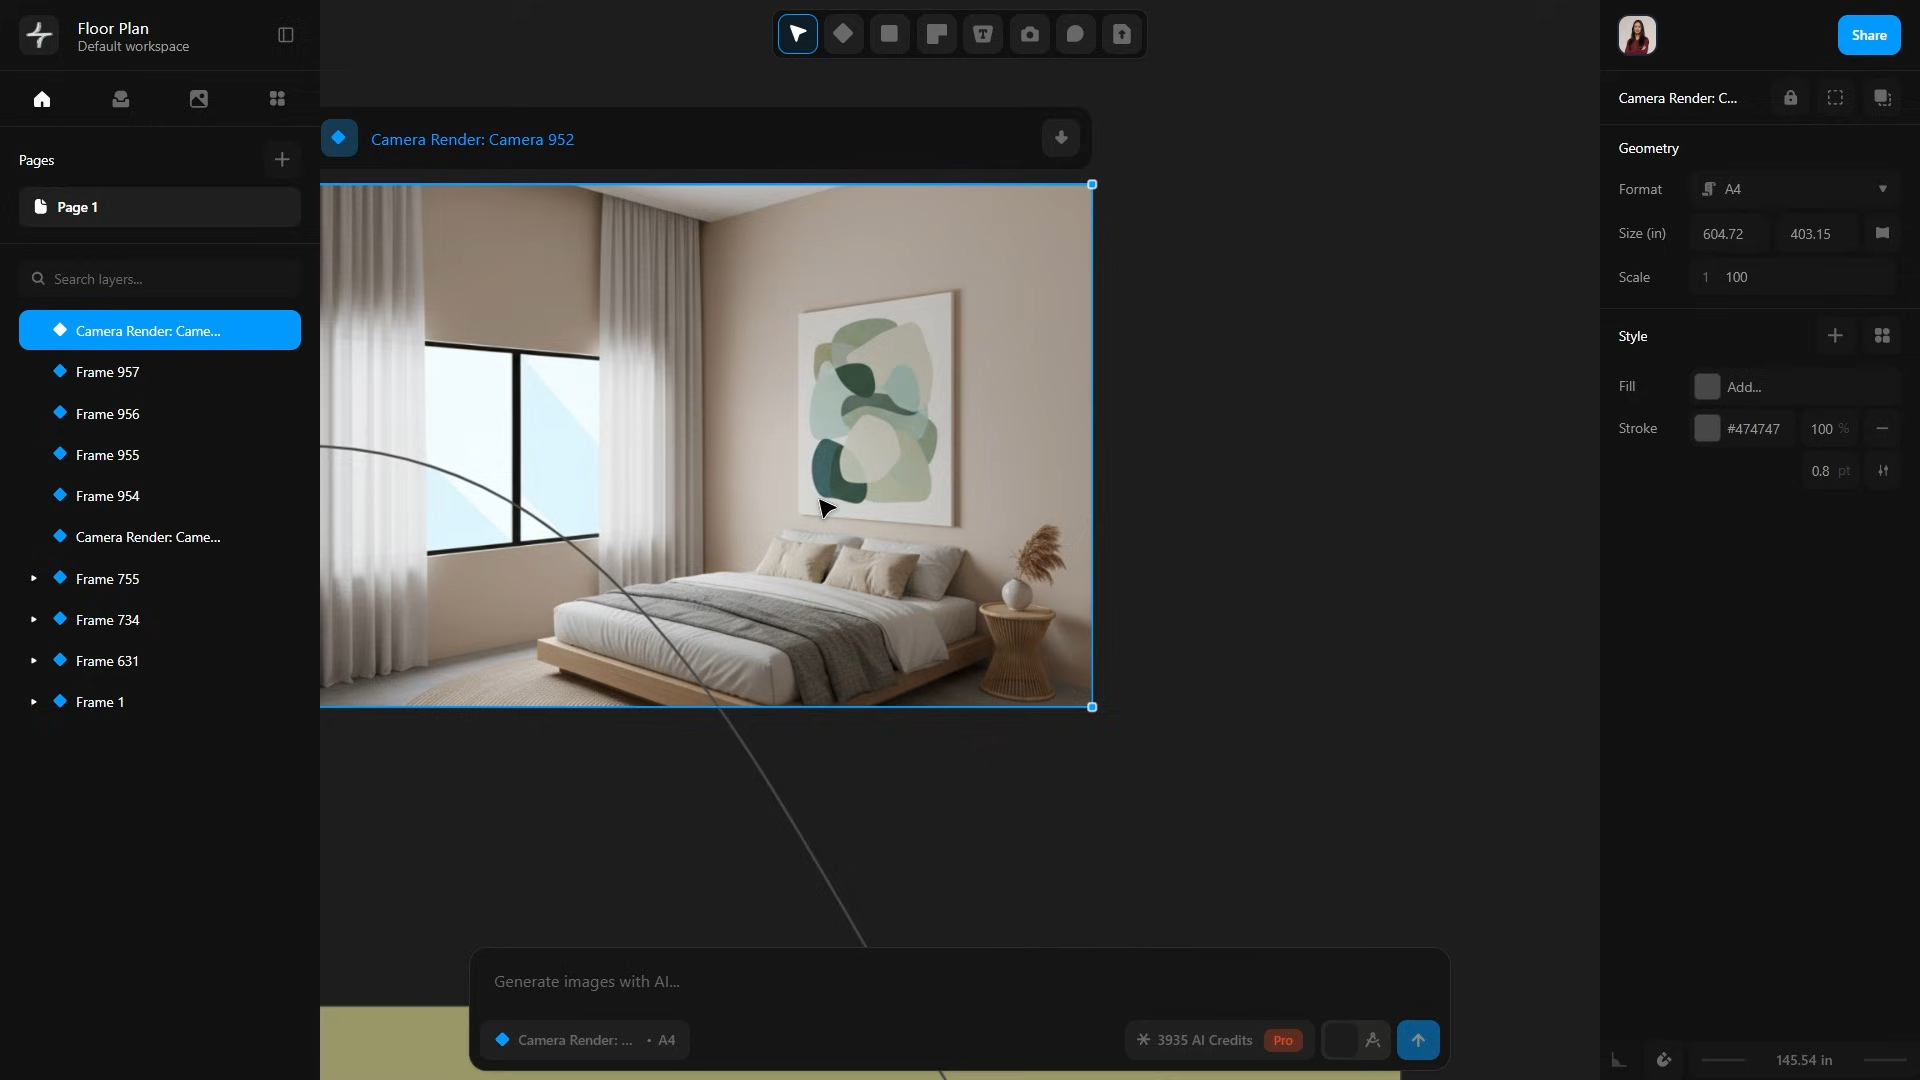 Floor Plan
Default workspace
Share
Pages
Page 1
Search layers...
Camera Render: Came...
Frame 957
Frame 956
Frame 955
Frame 954
Camera Render: Came...
Frame 755
Frame 734
Frame 631
Frame 1
Camera Render: Camera 952
Generate images with AI...
Camera Render: ... • A4
3935 AI Credits Pro
Camera Render: C...
Geometry
Format A4
Size (in) 604.72 403.15
Scale 1 100
Style
Fill Add...
Stroke #474747 100 %
0.8 pt
145.54 in